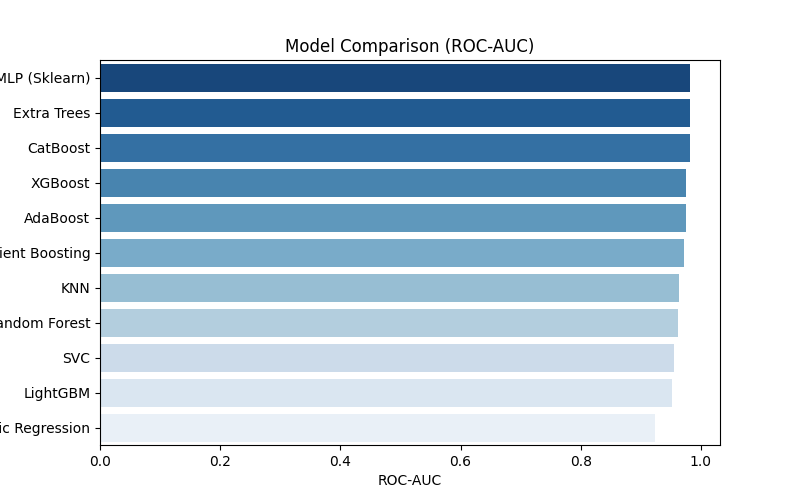 Model Comparison (ROC-AUC)
MLP (Sklearn)
Extra Trees
CatBoost
XGBoost
AdaBoost
ient Boosting
KNN
andom Forest
SVC
LightGBM
ic Regression
0.0 0.2 0.4 0.6 0.8 1.0
ROC-AUC